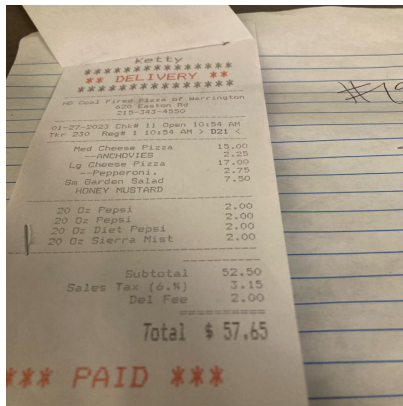 ketty
***************
** DELIVERY **
***************
HB Coal Fired Pizza of Warrington
620 Easton Rd
215-343-4550
01-27-2023 Chk# 11 Open 10:54 AM
Tkr 230 Reg# 1 10:54 AM > D21 <
Med Cheese Pizza 15.00
--ANCHOVIES 2.25
Lg Cheese Pizza 17.00
--Pepperoni. 2.75
Sm Garden Salad 7.50
HONEY MUSTARD
20 Oz Pepsi 2.00
20 Oz Pepsi 2.00
20 Oz Diet Pepsi 2.00
20 Oz Sierra Mist 2.00
Subtotal 52.50
Sales Tax (6.%) 3.15
Del Fee 2.00
Total $ 57.65
*** PAID ***